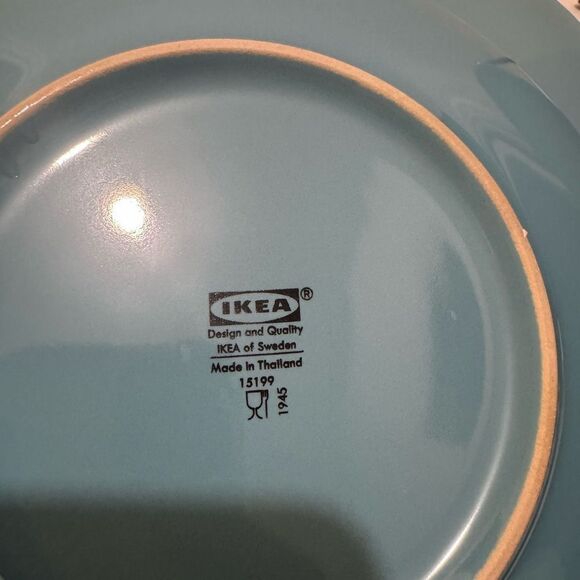 IKEA®
Design and Quality
IKEA of Sweden
Made in Thailand
15199
1945